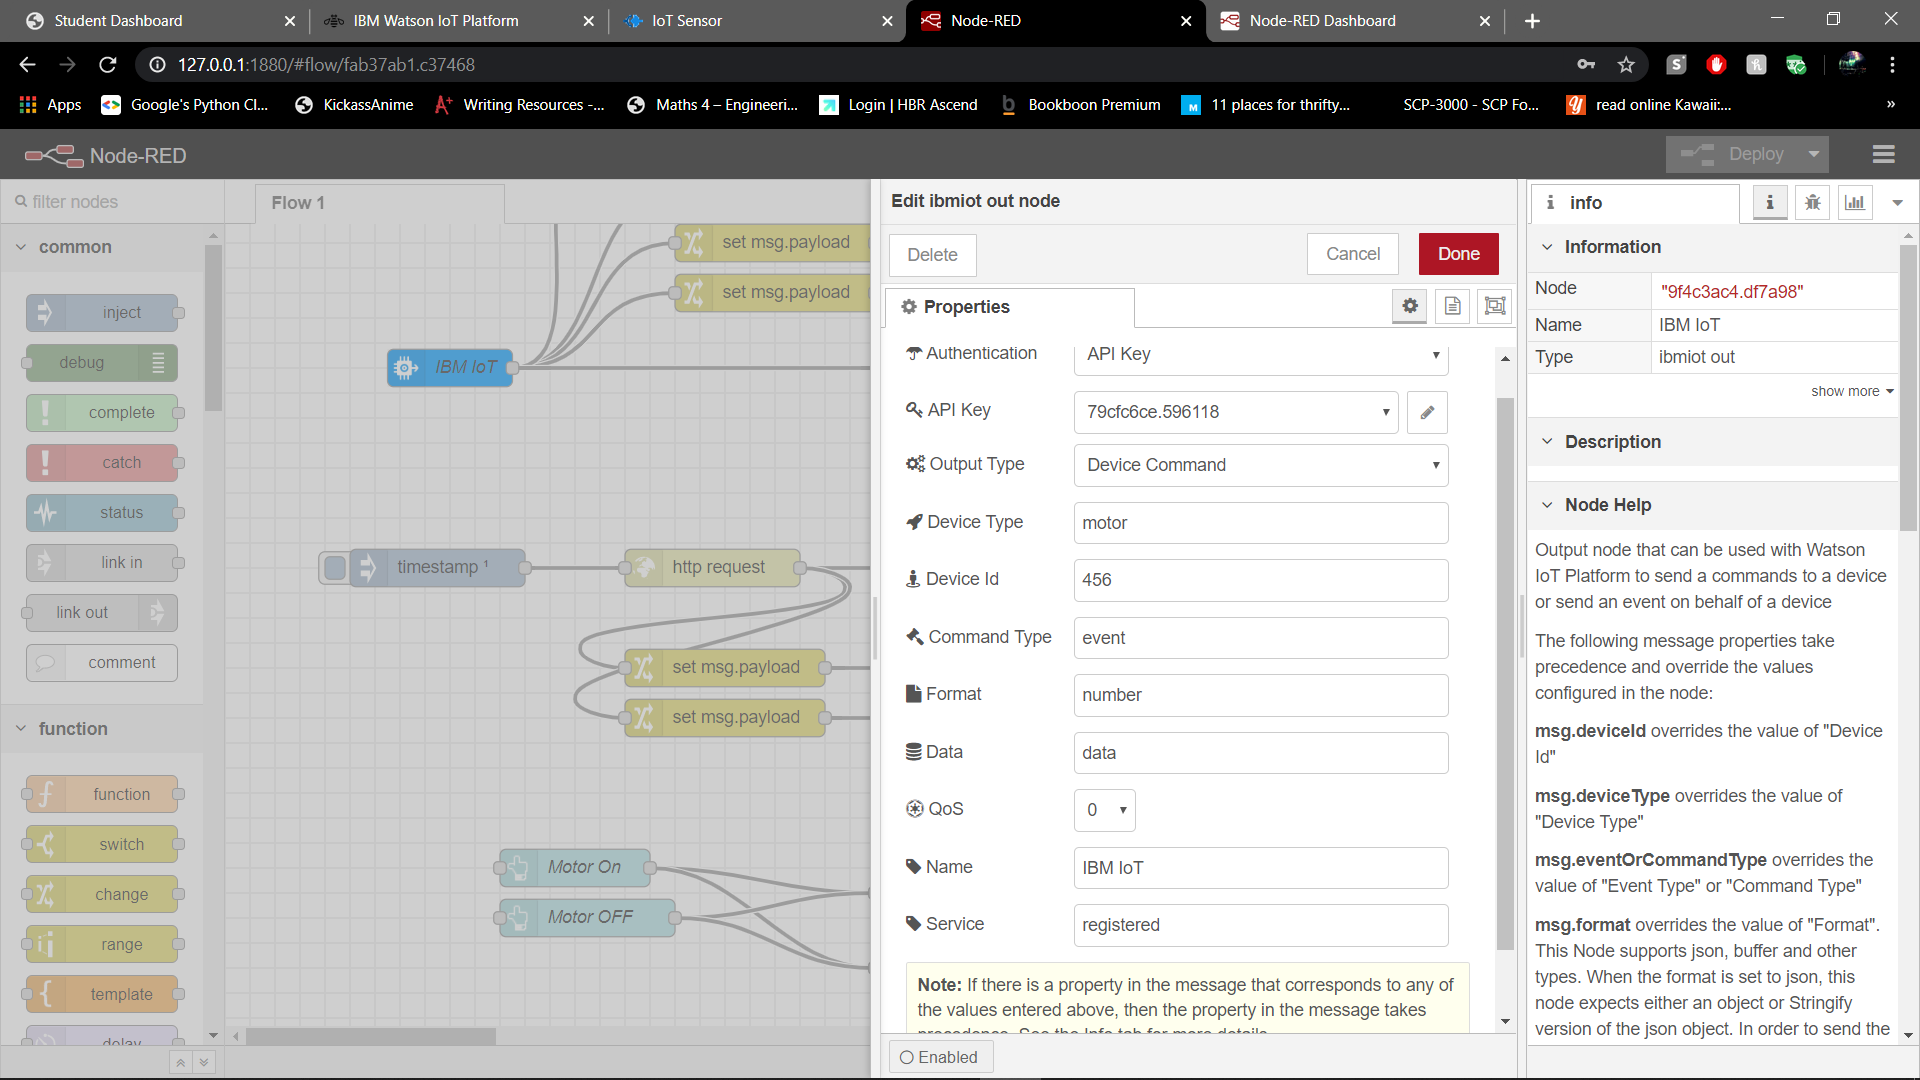 Student Dashboard
IBM Watson IoT Platform
IoT Sensor
Node-RED
Node-RED Dashboard
127.0.0.1:1880/#flow/fab37ab1.c37468
Apps
Google's Python Cl...
KickassAnime
Writing Resources -...
Maths 4 – Engineeri...
Login | HBR Ascend
Bookboon Premium
11 places for thrifty...
SCP-3000 - SCP Fo...
read online Kawaii:...
»
Node-RED
Deploy
filter nodes
common
inject
debug
complete
catch
status
link in
link out
comment
function
function
switch
change
range
template
delay
Flow 1
set msg.payload
set msg.payload
IBM IoT
timestamp ¹
http request
set msg.payload
set msg.payload
Motor On
Motor OFF
Edit ibmiot out node
Delete
Cancel
Done
Properties
Authentication
API Key
API Key
79cfc6ce.596118
Output Type
Device Command
Device Type
motor
Device Id
456
Command Type
event
Format
number
Data
data
QoS
0
Name
IBM IoT
Service
registered
Note: If there is a property in the message that corresponds to any of
the values entered above, then the property in the message takes
precedence. See the Info tab for more details.
Enabled
info
Information
Node
"9f4c3ac4.df7a98"
Name
IBM IoT
Type
ibmiot out
show more
Description
Node Help
Output node that can be used with Watson
IoT Platform to send a commands to a device
or send an event on behalf of a device
The following message properties take
precedence and override the values
configured in the node:
msg.deviceId overrides the value of "Device
Id"
msg.deviceType overrides the value of
"Device Type"
msg.eventOrCommandType overrides the
value of "Event Type" or "Command Type"
msg.format overrides the value of "Format".
This Node supports json, buffer and other
types. When the format is set to json, this
node expects either an object or Stringify
version of the json object. In order to send the